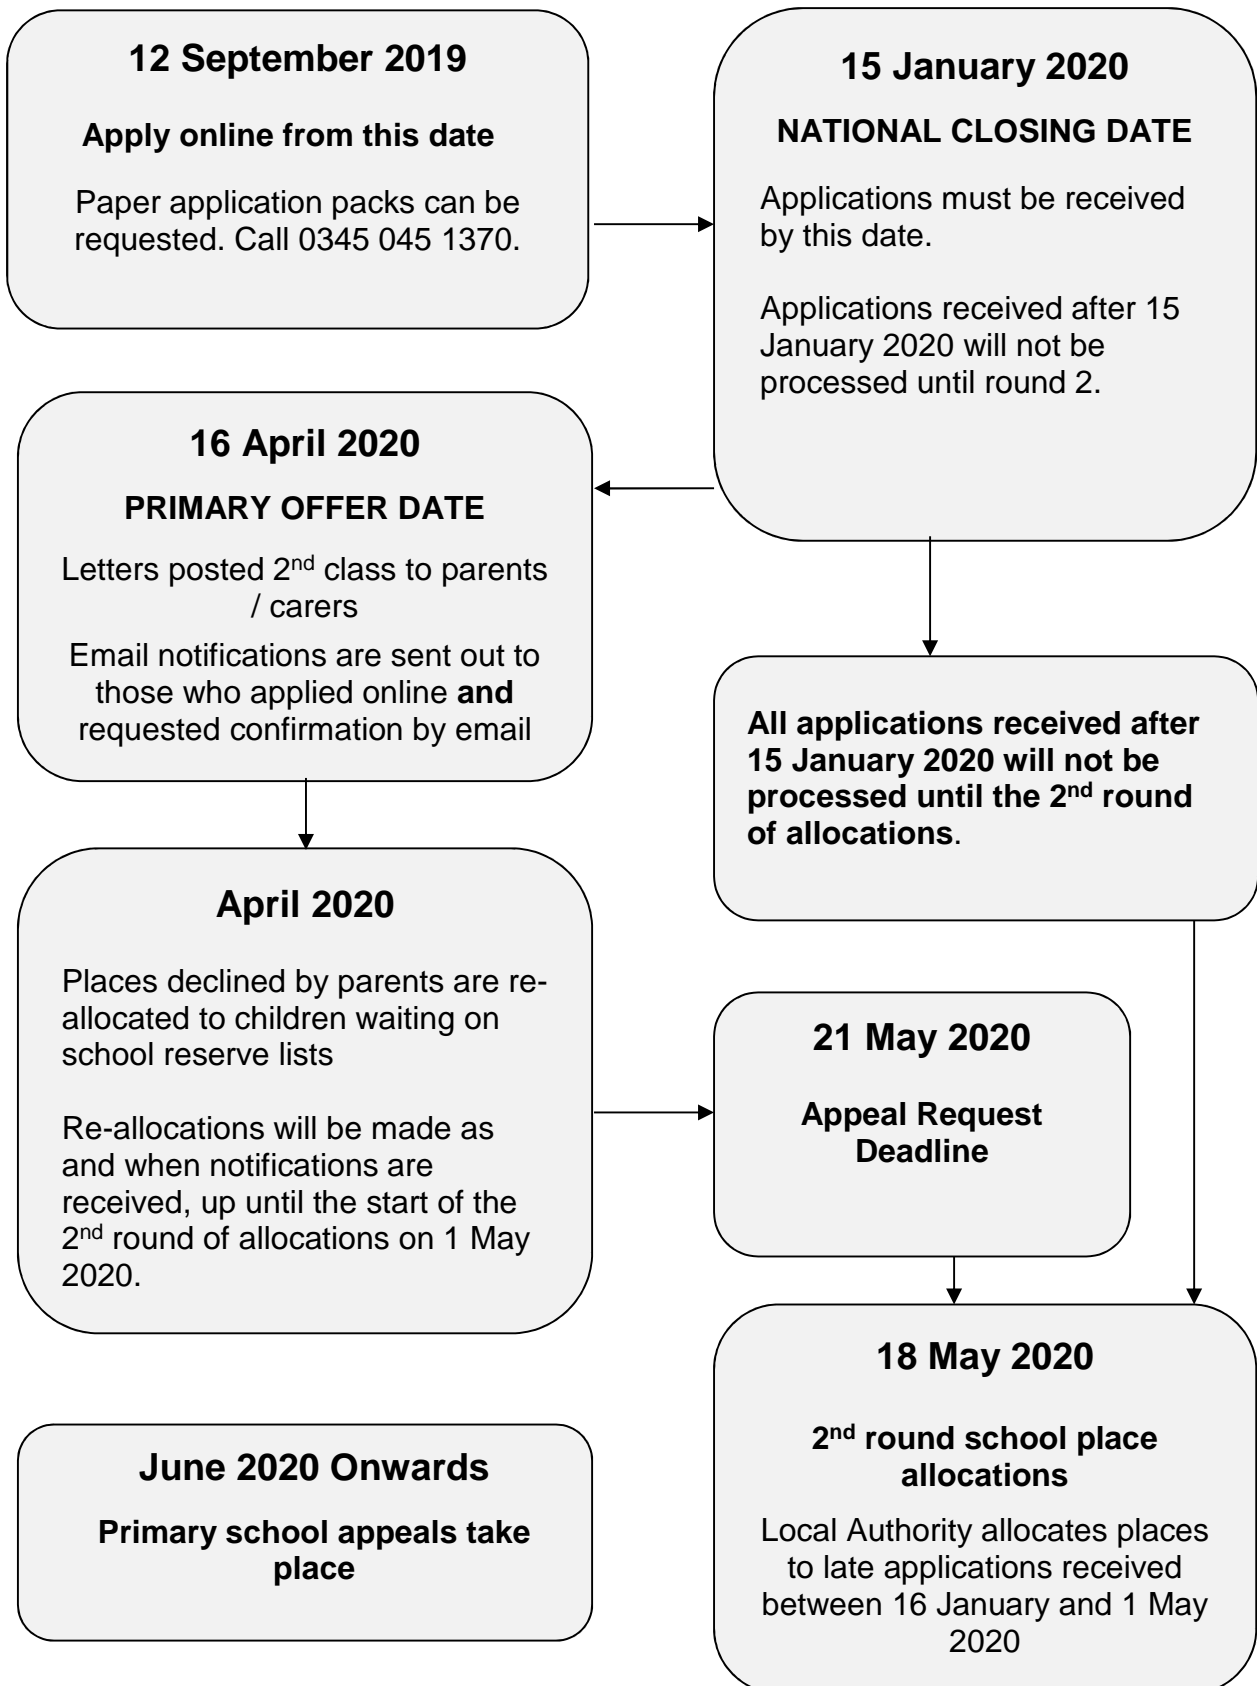 12 September 2019
Apply online from this date
Paper application packs can be
requested. Call 0345 045 1370.
15 January 2020
NATIONAL CLOSING DATE
Applications must be received
by this date.
Applications received after 15
January 2020 will not be
processed until round 2.
16 April 2020
PRIMARY OFFER DATE
Letters posted 2nd class to parents
/ carers
Email notifications are sent out to
those who applied online and
requested confirmation by email
All applications received after
15 January 2020 will not be
processed until the 2nd round
of allocations.
April 2020
Places declined by parents are re-
allocated to children waiting on
school reserve lists
Re-allocations will be made as
and when notifications are
received, up until the start of the
2nd round of allocations on 1 May
2020.
21 May 2020
Appeal Request
Deadline
18 May 2020
2nd round school place
allocations
Local Authority allocates places
to late applications received
between 16 January and 1 May
2020
June 2020 Onwards
Primary school appeals take
place